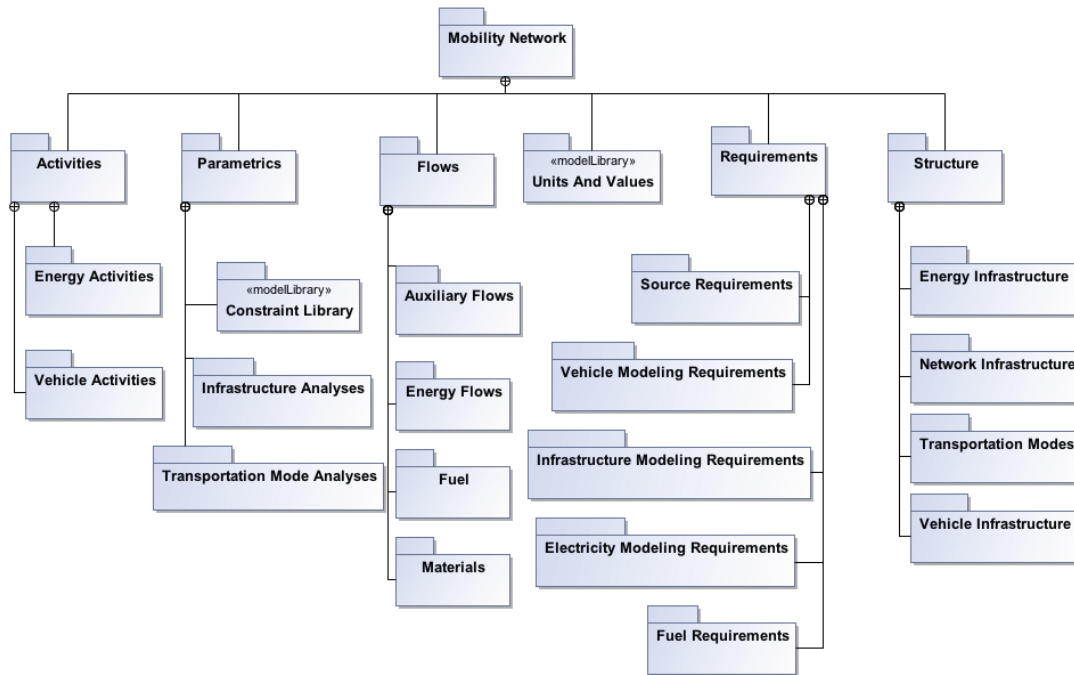 Mobility Network
Activities
Parametrics
Flows
«modelLibrary»
Units And Values
Requirements
Structure
Energy Activities
Vehicle Activities
«modelLibrary»
Constraint Library
Infrastructure Analyses
Transportation Mode Analyses
Auxiliary Flows
Energy Flows
Fuel
Materials
Source Requirements
Vehicle Modeling Requirements
Infrastructure Modeling Requirements
Electricity Modeling Requirements
Fuel Requirements
Energy Infrastructure
Network Infrastructure
Transportation Modes
Vehicle Infrastructure